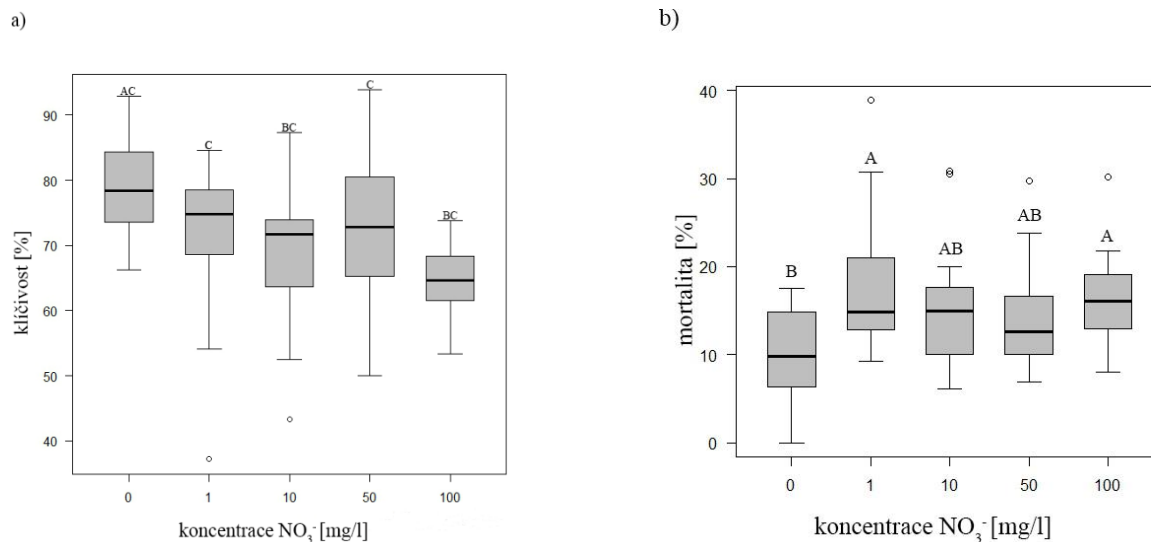 a)
AC
C
BC
C
BC
90
80
70
60
50
40
klíčivost [%]
0 1 10 50 100
koncentrace NO₃⁻ [mg/l]
b)
40
30
20
10
0
B
A
AB
AB
A
mortalita [%]
0 1 10 50 100
koncentrace NO₃⁻ [mg/l]